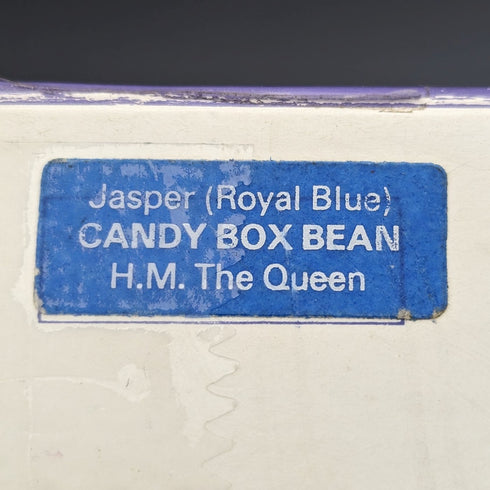 Jasper (Royal Blue)
CANDY BOX BEAN
H.M. The Queen